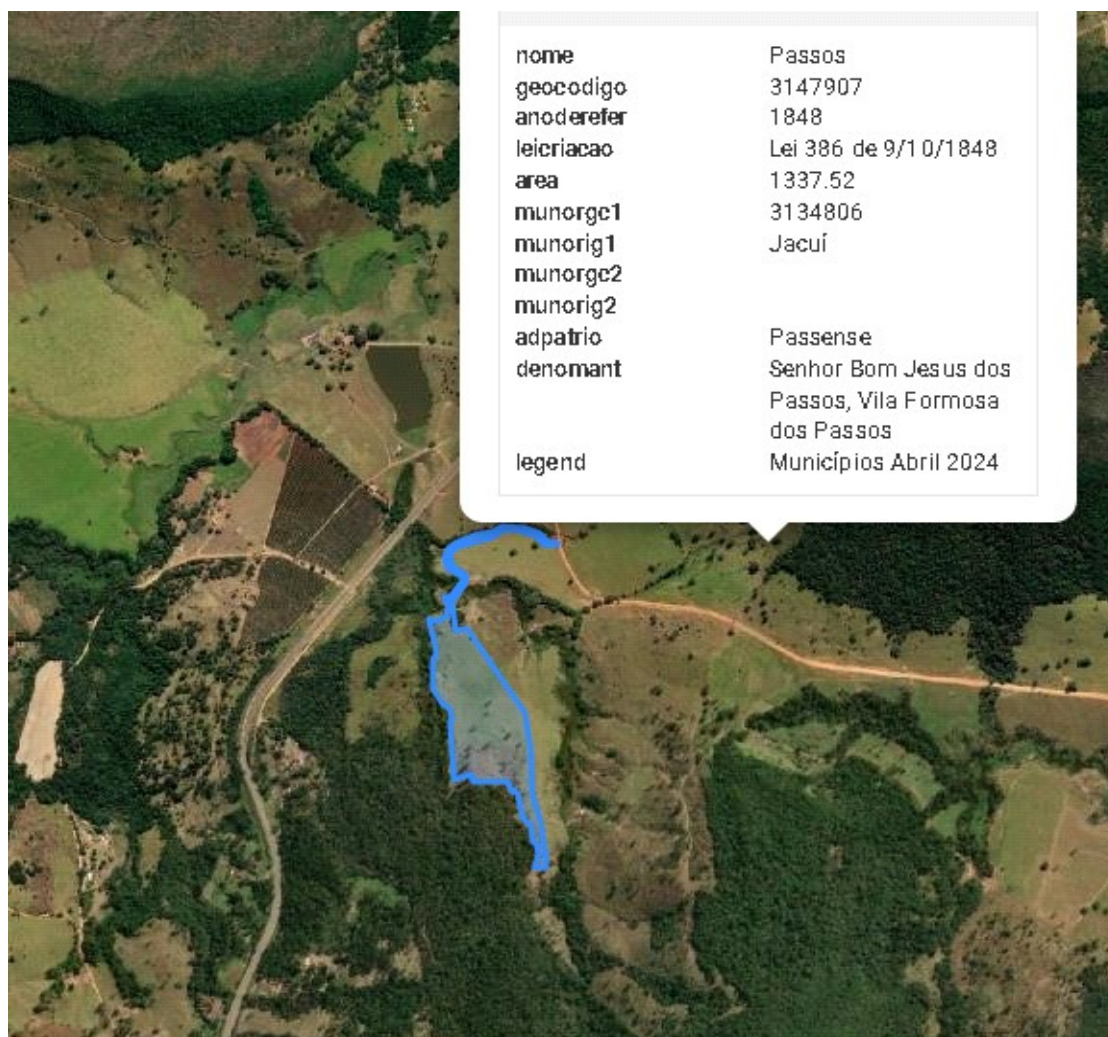 nome Passos
geocodigo 3147907
anoderefer 1848
leicriacao Lei 386 de 9/10/1848
area 1337.52
munorgc1 3134806
munorig1 Jacuí
munorgc2
munorig2
adpatrio Passense
denomant Senhor Bom Jesus dos
Passos, Vila Formosa
dos Passos
legend Municípios Abril 2024